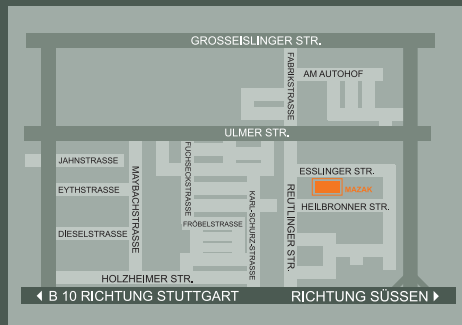 GROSSEISLINGER STR.
FABRIKSTRASSE
AM AUTOHOF
ULMER STR.
JAHNSTRASSE
MAYBACHSTRASSE
FUCHSECKSTRASSE
EYTHSTRASSE
KARL-SCHURZ-STRASSE
REUTLINGER STR.
ESSLINGER STR.
MAZAK
HEILBRONNER STR.
FRÖBELSTRASSE
DIESELSTRASSE
HOLZHEIMER STR.
B 10 RICHTUNG STUTTGART
RICHTUNG SÜSSEN